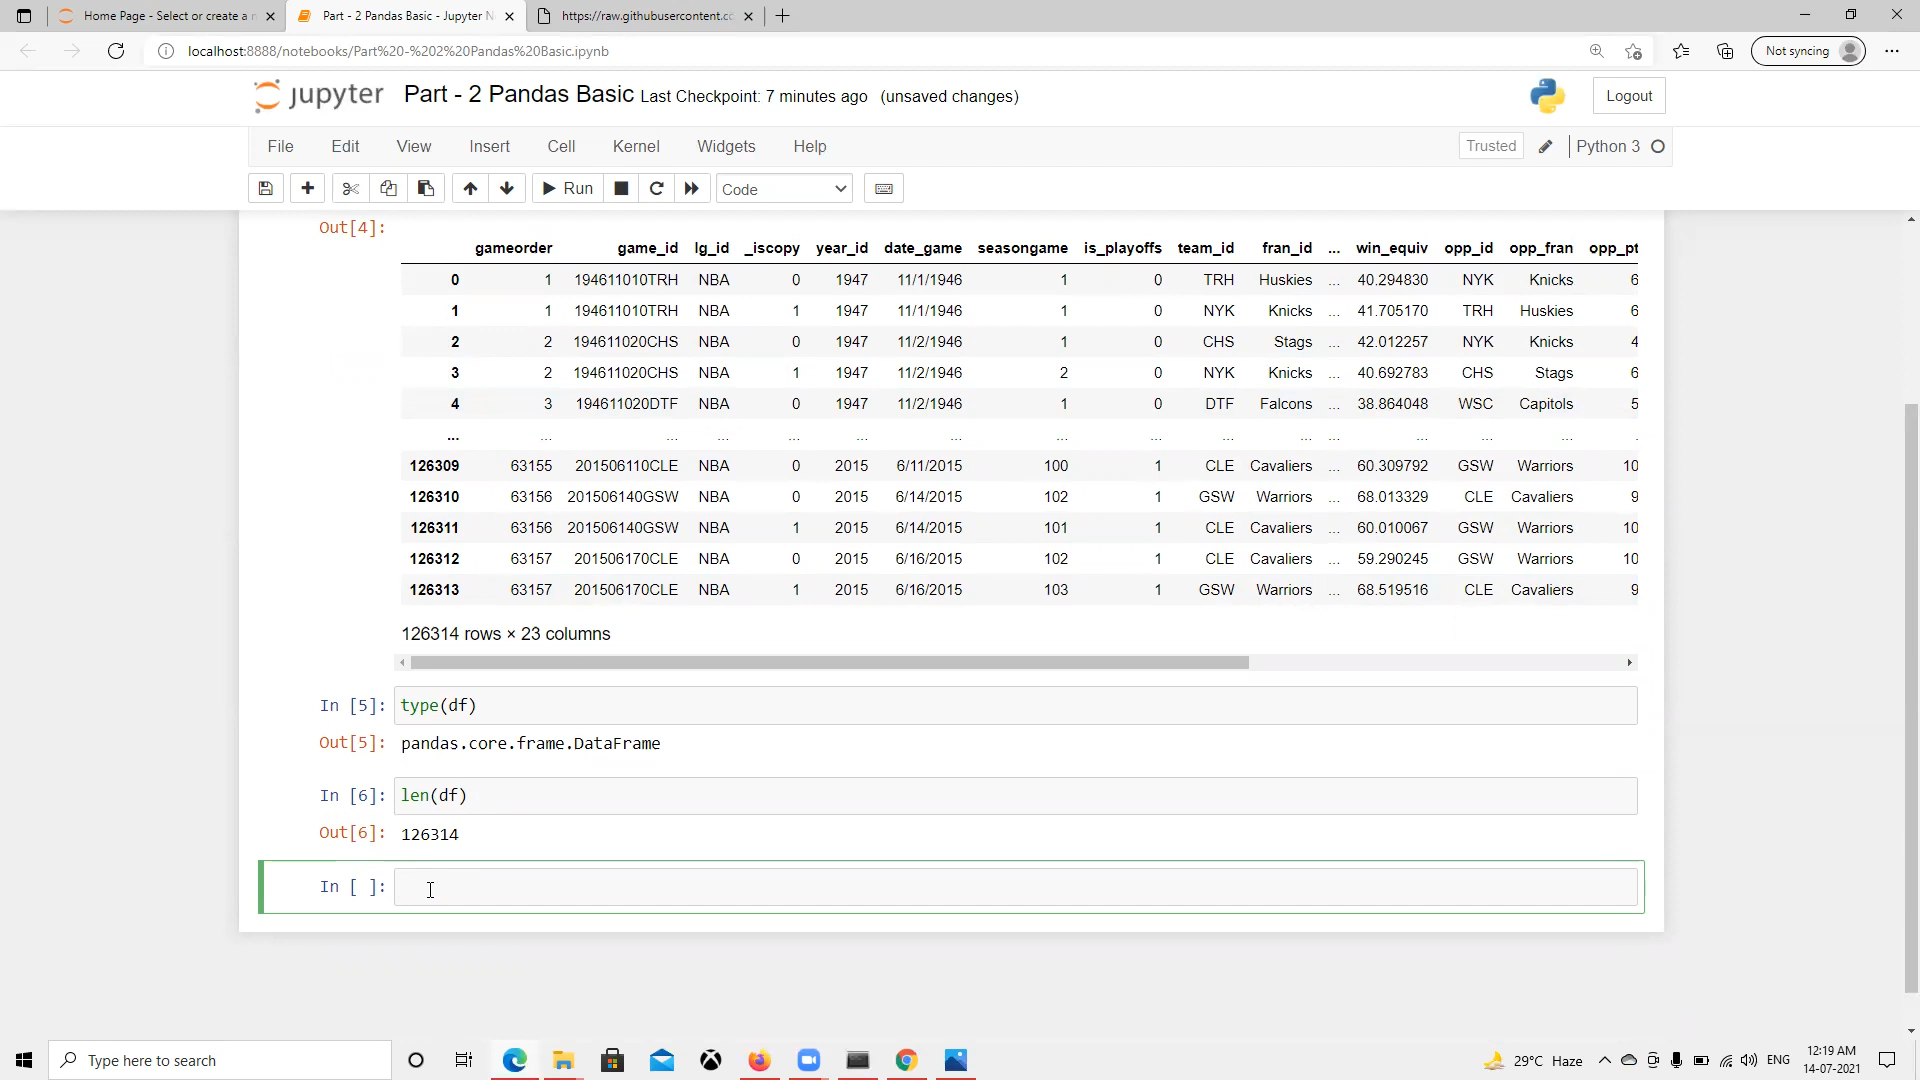 Home Page - Select or create a n
Part - 2 Pandas Basic - Jupyter N
https://raw.githubusercontent.cc
localhost:8888/notebooks/Part%20-%202%20Pandas%20Basic.ipynb
Not syncing
jupyter Part - 2 Pandas Basic Last Checkpoint: 7 minutes ago (unsaved changes)
Logout
File Edit View Insert Cell Kernel Widgets Help
Trusted Python 3
Run Code
Out[4]:
gameorder game_id lg_id _iscopy year_id date_game seasongame is_playoffs team_id fran_id ... win_equiv opp_id opp_fran opp_pt
0 1 194611010TRH NBA 0 1947 11/1/1946 1 0 TRH Huskies ... 40.294830 NYK Knicks 6
1 1 194611010TRH NBA 1 1947 11/1/1946 1 0 NYK Knicks ... 41.705170 TRH Huskies 6
2 2 194611020CHS NBA 0 1947 11/2/1946 1 0 CHS Stags ... 42.012257 NYK Knicks 4
3 2 194611020CHS NBA 1 1947 11/2/1946 2 0 NYK Knicks ... 40.692783 CHS Stags 6
4 3 194611020DTF NBA 0 1947 11/2/1946 1 0 DTF Falcons ... 38.864048 WSC Capitols 5
... ... ... ... ... ... ... ... ... ... ... ... ... ... ... .
126309 63155 201506110CLE NBA 0 2015 6/11/2015 100 1 CLE Cavaliers ... 60.309792 GSW Warriors 10
126310 63156 201506140GSW NBA 0 2015 6/14/2015 102 1 GSW Warriors ... 68.013329 CLE Cavaliers 9
126311 63156 201506140GSW NBA 1 2015 6/14/2015 101 1 CLE Cavaliers ... 60.010067 GSW Warriors 10
126312 63157 201506170CLE NBA 0 2015 6/16/2015 102 1 CLE Cavaliers ... 59.290245 GSW Warriors 10
126313 63157 201506170CLE NBA 1 2015 6/16/2015 103 1 GSW Warriors ... 68.519516 CLE Cavaliers 9
126314 rows × 23 columns
In [5]: type(df)
Out[5]: pandas.core.frame.DataFrame
In [6]: len(df)
Out[6]: 126314
In [ ]:
Type here to search
29°C Haze
ENG
12:19 AM
14-07-2021